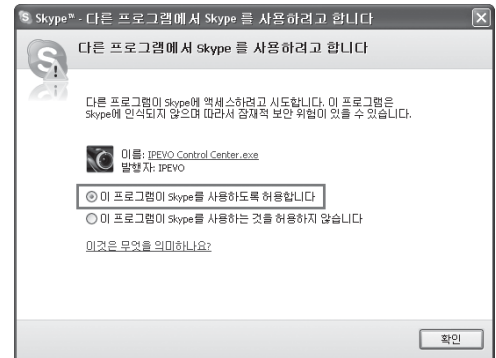 Skype™ - 다른 프로그램에서 Skype 를 사용하려고 합니다
다른 프로그램에서 Skype 를 사용하려고 합니다
다른 프로그램이 Skype에 액세스하려고 시도합니다. 이 프로그램은
Skype에 인식되지 않으며 따라서 잠재적 보안 위험이 있을 수 있습니다.
이름: IPEVO Control Center.exe
발행자: IPEVO
이 프로그램이 Skype를 사용하도록 허용합니다
이 프로그램이 Skype를 사용하는 것을 허용하지 않습니다
이것은 무엇을 의미하나요?
확인